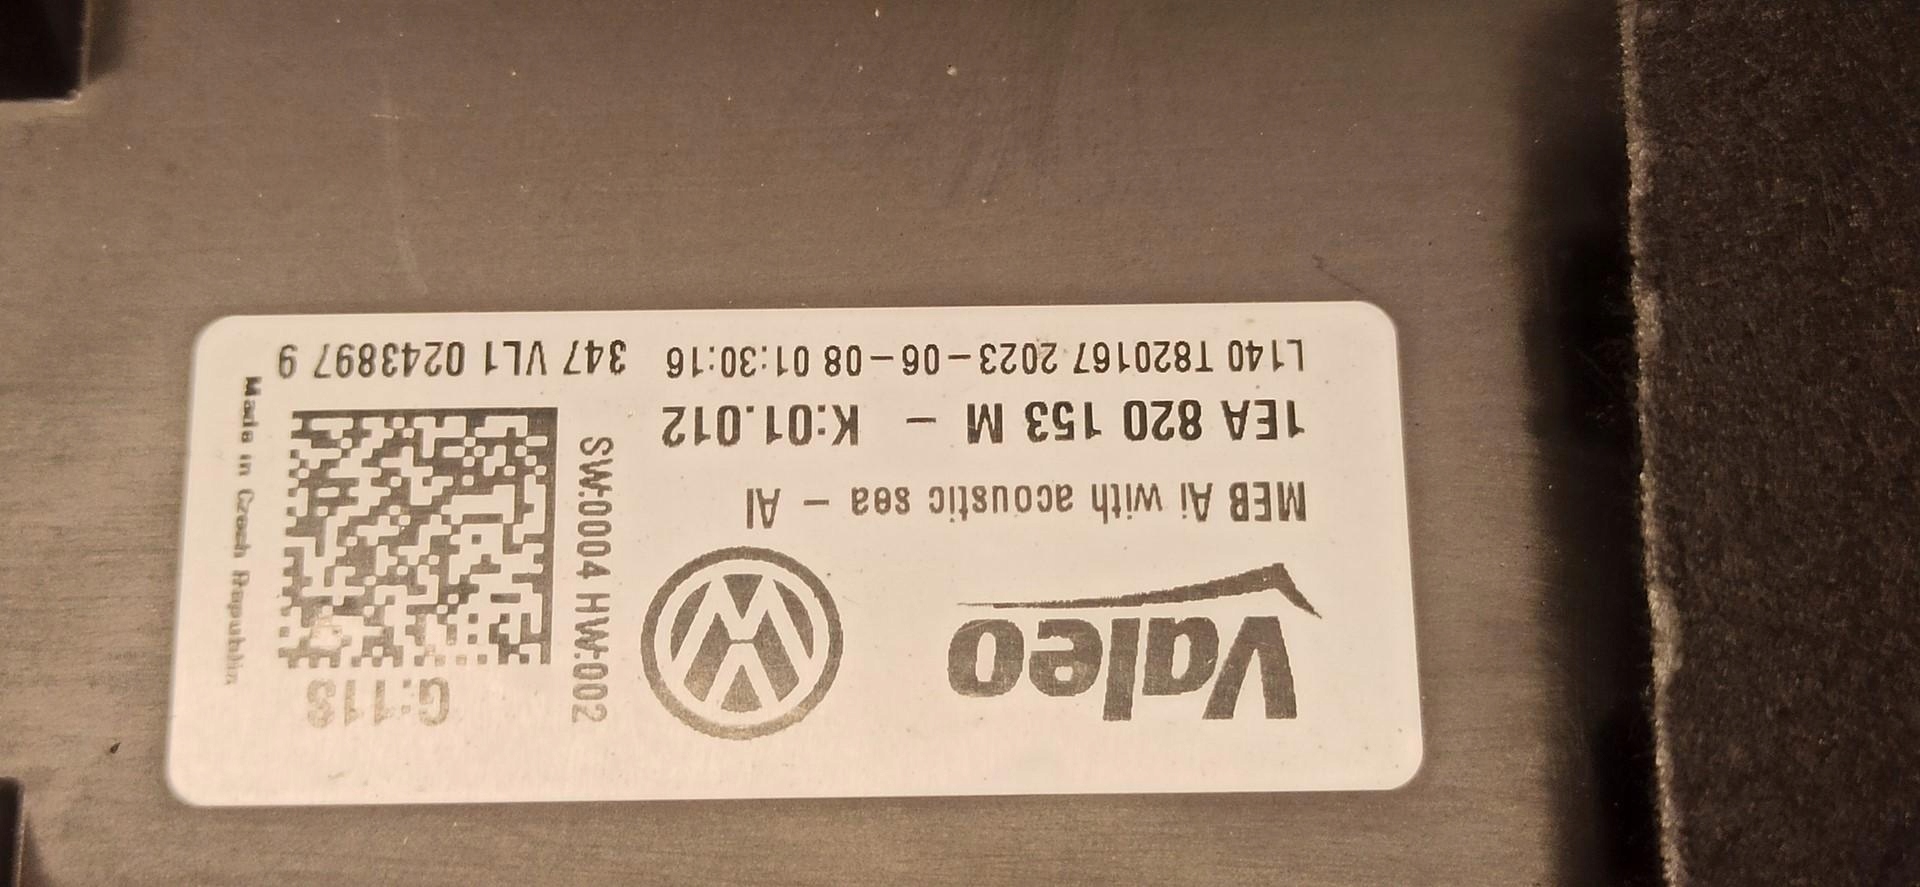 Valeo
MEB Ai with acoustic sea - AI
1EA 820 153 M - K:01.012
L140 T820167 2023-06-08 01:30:16 347 VL1 0243897 9
G:11S
SW:0004 HW:002
Made in Czech Republic